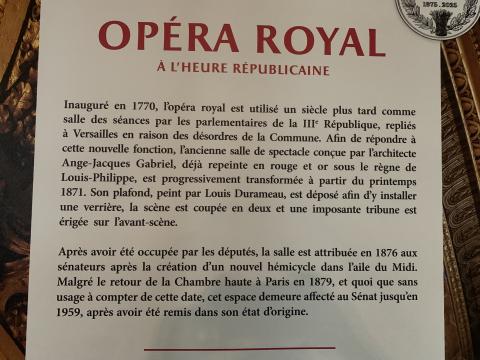 1875.2025
OPÉRA ROYAL
À L'HEURE RÉPUBLICAINE
Inauguré en 1770, l'opéra royal est utilisé un siècle plus tard comme
salle des séances par les parlementaires de la IIIe République, repliés
à Versailles en raison des désordres de la Commune. Afin de répondre à
cette nouvelle fonction, l'ancienne salle de spectacle conçue par l'architecte
Ange-Jacques Gabriel, déjà repeinte en rouge et or sous le règne de
Louis-Philippe, est progressivement transformée à partir du printemps
1871. Son plafond, peint par Louis Durameau, est déposé afin d'y installer
une verrière, la scène est coupée en deux et une imposante tribune est
érigée sur l'avant-scène.
Après avoir été occupée par les députés, la salle est attribuée en 1876 aux
sénateurs après la création d'un nouvel hémicycle dans l'aile du Midi.
Malgré le retour de la Chambre haute à Paris en 1879, et quoi que sans
usage à compter de cette date, cet espace demeure affecté au Sénat jusqu'en
1959, après avoir été remis dans son état d'origine.